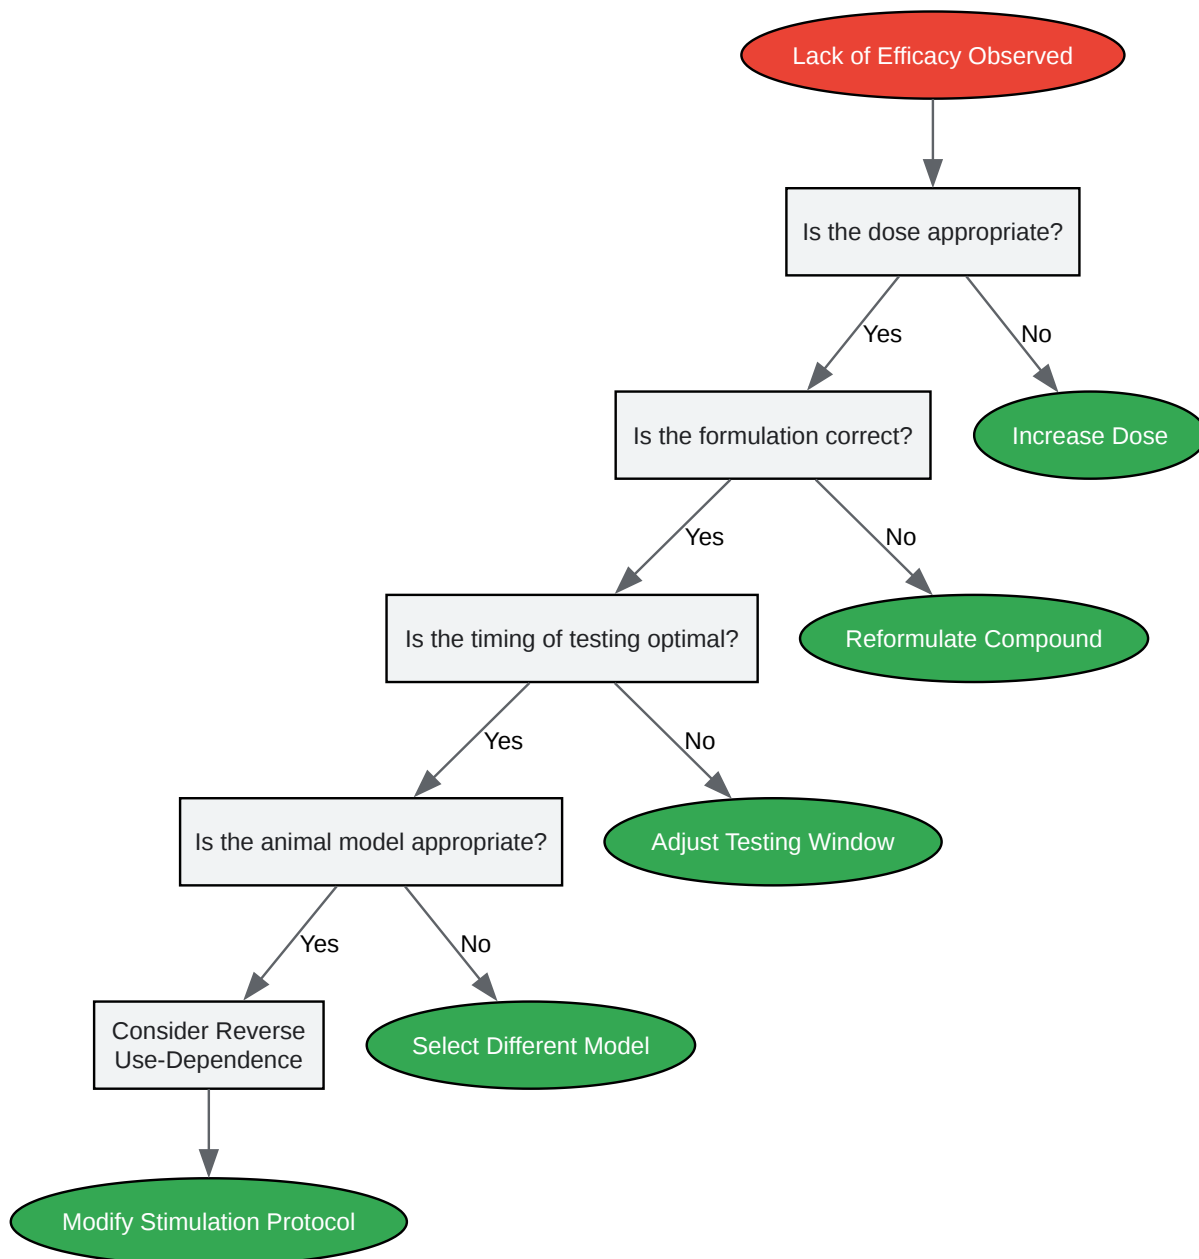 Lack of Efficacy Observed
Is the dose appropriate?
Yes
No
Is the formulation correct?
Increase Dose
Yes
No
Is the timing of testing optimal?
Reformulate Compound
Yes
No
Is the animal model appropriate?
Adjust Testing Window
Yes
No
Consider Reverse
Use-Dependence
Select Different Model
Modify Stimulation Protocol